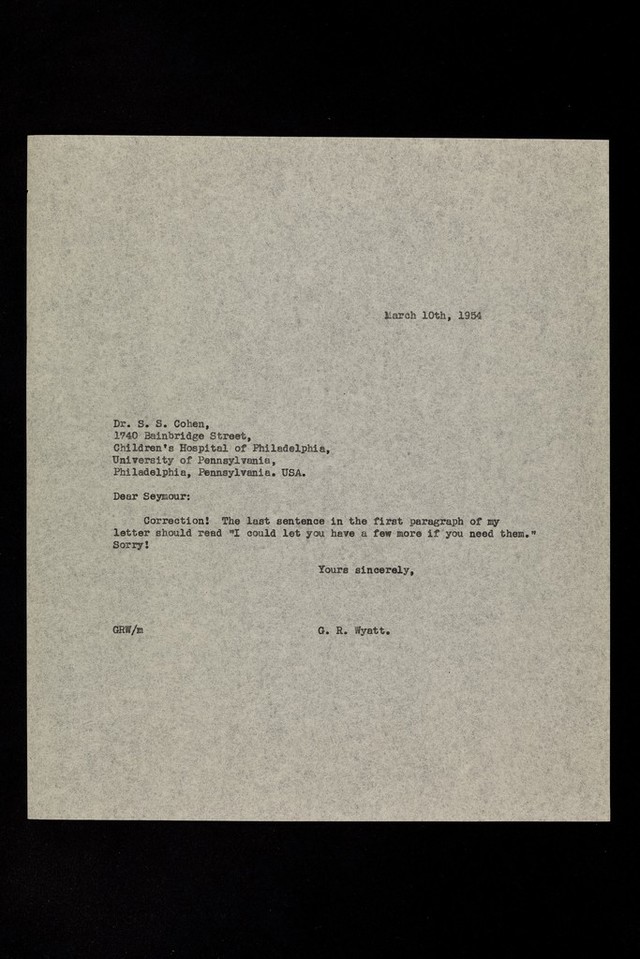 March 10th, 1954
Dr. S. S. Cohen,
1740 Bainbridge Street,
Children's Hospital of Philadelphia,
University of Pennsylvania,
Philadelphia, Pennsylvania. USA.
Dear Seymour:
Correction! The last sentence in the first paragraph of my
letter should read "I could let you have a few more if you need them."
Sorry!
Yours sincerely,
GRW/m G. R. Wyatt.